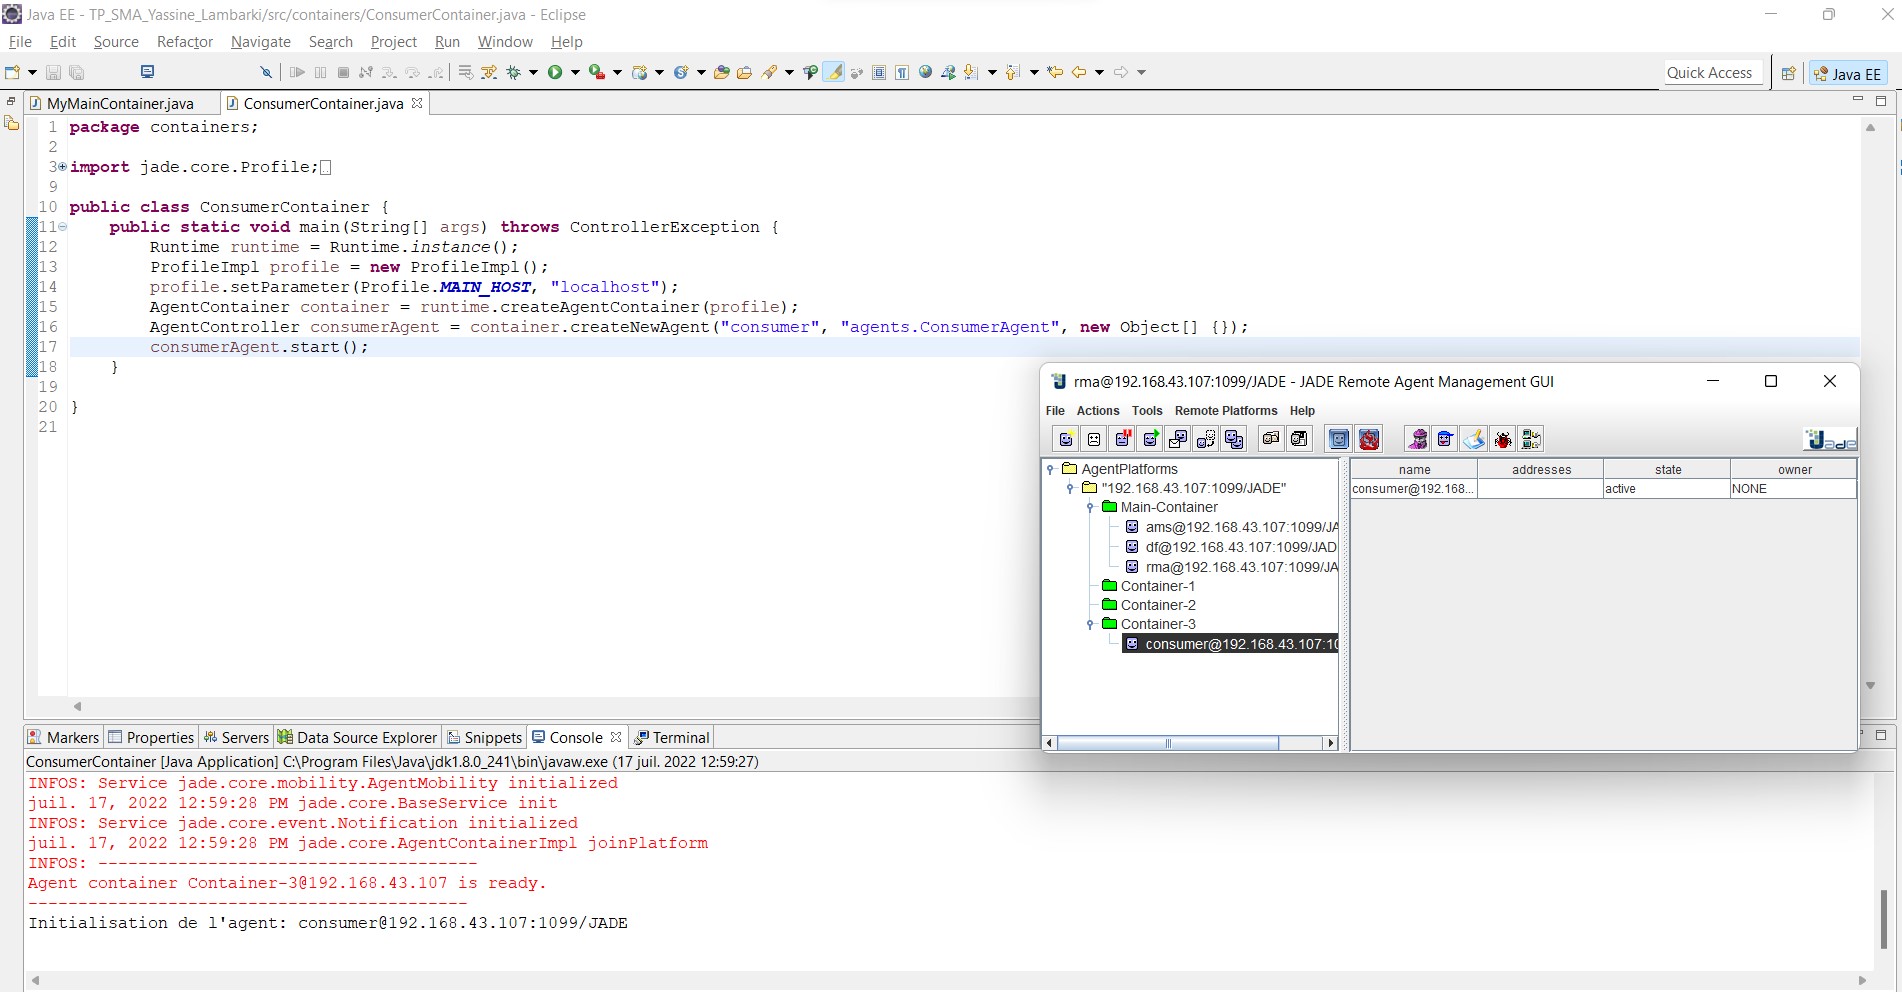 Java EE - TP_SMA_Yassine_Lambarki/src/containers/ConsumerContainer.java - Eclipse
File Edit Source Refactor Navigate Search Project Run Window Help
Quick Access Java EE
MyMainContainer.java ConsumerContainer.java
1 package containers;
2
3 import jade.core.Profile;
9
10 public class ConsumerContainer {
11 public static void main(String[] args) throws ControllerException {
12 Runtime runtime = Runtime.instance();
13 ProfileImpl profile = new ProfileImpl();
14 profile.setParameter(Profile.MAIN_HOST, "localhost");
15 AgentContainer container = runtime.createAgentContainer(profile);
16 AgentController consumerAgent = container.createNewAgent("consumer", "agents.ConsumerAgent", new Object[] {});
17 consumerAgent.start();
18 }
19
20 }
21
rma@192.168.43.107:1099/JADE - JADE Remote Agent Management GUI
File Actions Tools Remote Platforms Help
Jade
AgentPlatforms
"192.168.43.107:1099/JADE"
Main-Container
ams@192.168.43.107:1099/JA
df@192.168.43.107:1099/JAD
rma@192.168.43.107:1099/JA
Container-1
Container-2
Container-3
consumer@192.168.43.107:10
name addresses state owner
consumer@192.168... active NONE
Markers Properties Servers Data Source Explorer Snippets Console Terminal
ConsumerContainer [Java Application] C:\Program Files\Java\jdk1.8.0_241\bin\javaw.exe (17 juil. 2022 12:59:27)
INFOS: Service jade.core.mobility.AgentMobility initialized
juil. 17, 2022 12:59:28 PM jade.core.BaseService init
INFOS: Service jade.core.event.Notification initialized
juil. 17, 2022 12:59:28 PM jade.core.AgentContainerImpl joinPlatform
INFOS: --------------------------------------
Agent container Container-3@192.168.43.107 is ready.
--------------------------------------------
Initialisation de l'agent: consumer@192.168.43.107:1099/JADE